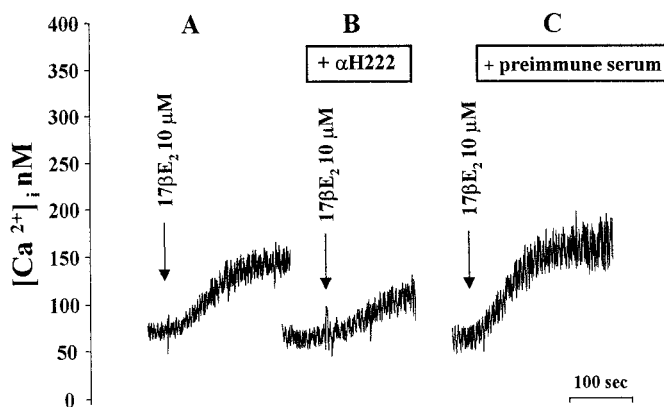 A
B
C
+ αH222
+ preimmune serum
17βE2 10 μM
17βE2 10 μM
17βE2 10 μM
[Ca 2+] i nM
400
350
300
250
200
150
100
50
0
100 sec